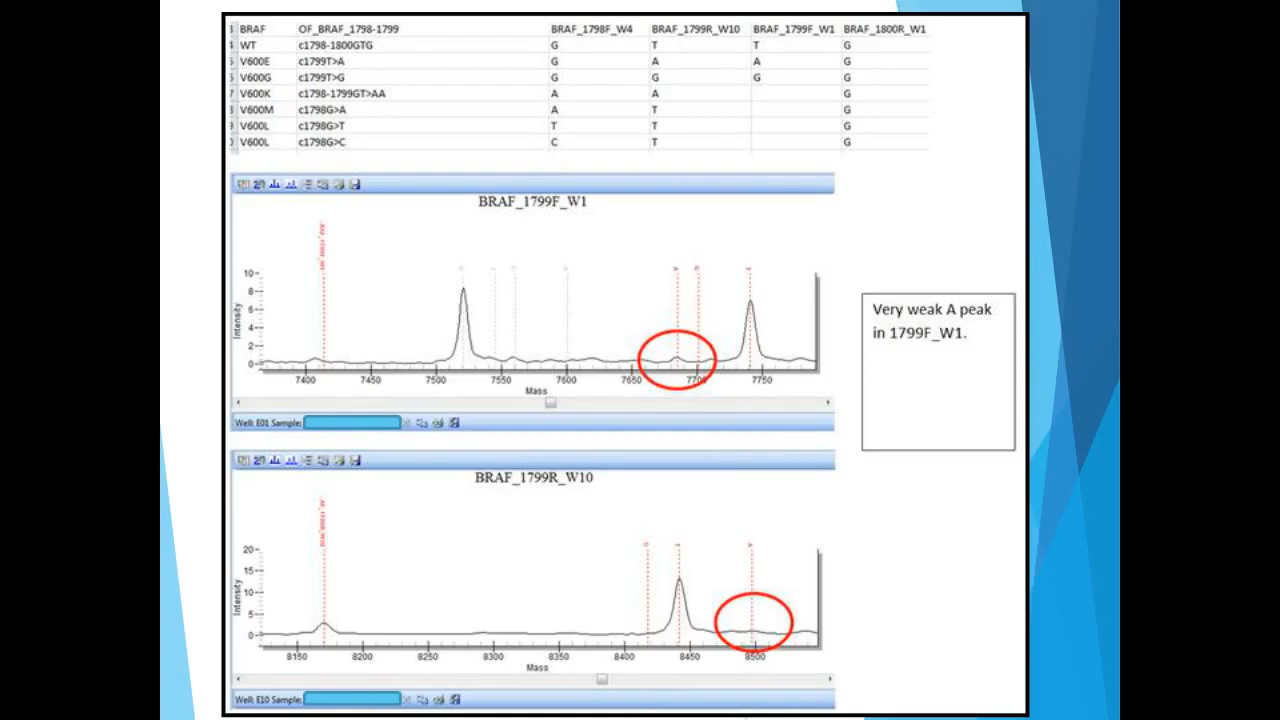 BRAF OF_BRAF_1798-1799 BRAF_1798F_W4 BRAF_1799R_W10 BRAF_1799F_W1 BRAF_1800R_W1
WT c1798-1800GTG G T T G
V600E c1799T>A G A A G
V600G c1799T>G G G G G
V600K c1798-1799GT>AA A A G
V600M c1798G>A A T G
V600L c1798G>T T T G
V600L c1798G>C C T G
BRAF_1799F_W1
10
8
6
4
2
0
Intensity
7400 7450 7500 7550 7600 7650 7700 7750
Mass
Well: E01 Sample:
Very weak A peak
in 1799F_W1.
BRAF_1799R_W10
20
15
10
5
0
Intensity
8150 8200 8250 8300 8350 8400 8450 8500
Mass
Well: E10 Sample: